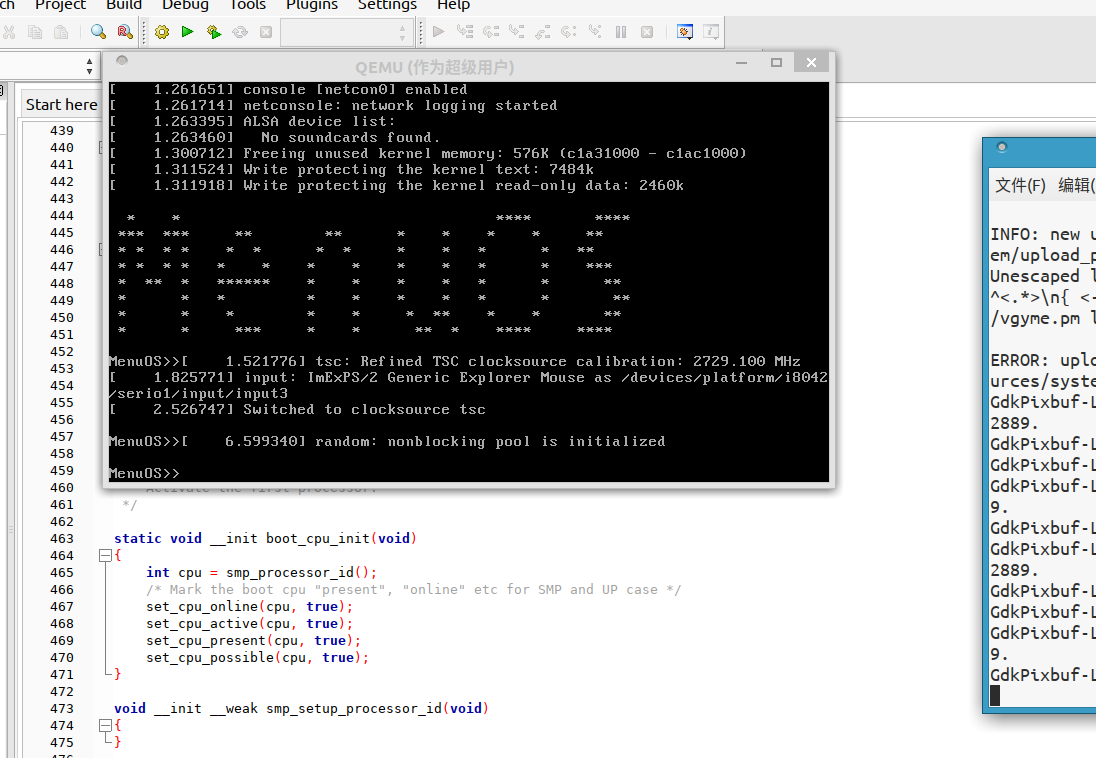 ch Project Build Debug Tools Plugins Settings Help
QEMU (作为超级用户)
[    1.261651] console [netcon0] enabled
[    1.261714] netconsole: network logging started
[    1.263395] ALSA device list:
[    1.263460]   No soundcards found.
[    1.300712] Freeing unused kernel memory: 576K (c1a31000 - c1ac1000)
[    1.311524] Write protecting the kernel text: 7484k
[    1.311918] Write protecting the kernel read-only data: 2460k
MenuOS
MenuOS>>[    1.521776] tsc: Refined TSC clocksource calibration: 2729.100 MHz
[    1.825771] input: ImExPS/2 Generic Explorer Mouse as /devices/platform/i8042
/serio1/input/input3
[    2.526747] Switched to clocksource tsc
MenuOS>>[    6.599340] random: nonblocking pool is initialized
MenuOS>>
Start here
439
440
441
442
443
444
445
446
447
448
449
450
451
452
453
454
455
456
457
458
459
460 Activate the first processor.
461 */
462
463 static void __init boot_cpu_init(void)
464 {
465     int cpu = smp_processor_id();
466     /* Mark the boot cpu "present", "online" etc for SMP and UP case */
467     set_cpu_online(cpu, true);
468     set_cpu_active(cpu, true);
469     set_cpu_present(cpu, true);
470     set_cpu_possible(cpu, true);
471 }
472
473 void __init __weak smp_setup_processor_id(void)
474 {
475 }
文件(F) 编辑(
INFO: new u
em/upload_p
Unescaped l
^<.*>\n{ <-
/vgyme.pm l
ERROR: uplo
urces/syste
GdkPixbuf-L
2889.
GdkPixbuf-L
GdkPixbuf-L
GdkPixbuf-L
9.
GdkPixbuf-L
GdkPixbuf-L
2889.
GdkPixbuf-L
GdkPixbuf-L
GdkPixbuf-L
9.
GdkPixbuf-L